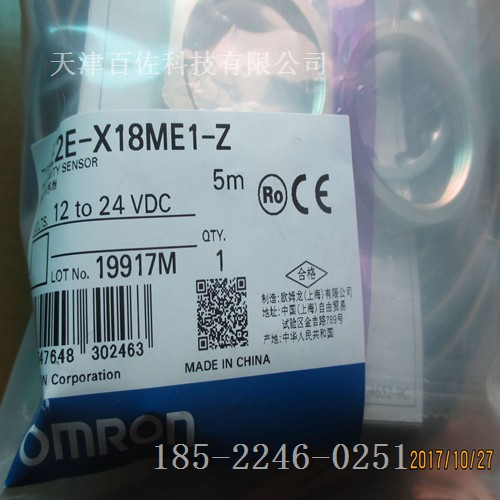 天津百佐科技有限公司
2E-X18ME1-Z
TY SENSOR
5m
12 to 24 VDC
Ro CE
QTY.
LOT No. 19917M
1
合格
制造: 欧姆龙(上海)有限公司
地址: 中国(上海)自由贸易
试验区金吉路789号
产地: 中华人民共和国
47648 302463
N Corporation
MADE IN CHINA
OMRON
185-2246-0251
2017/10/27